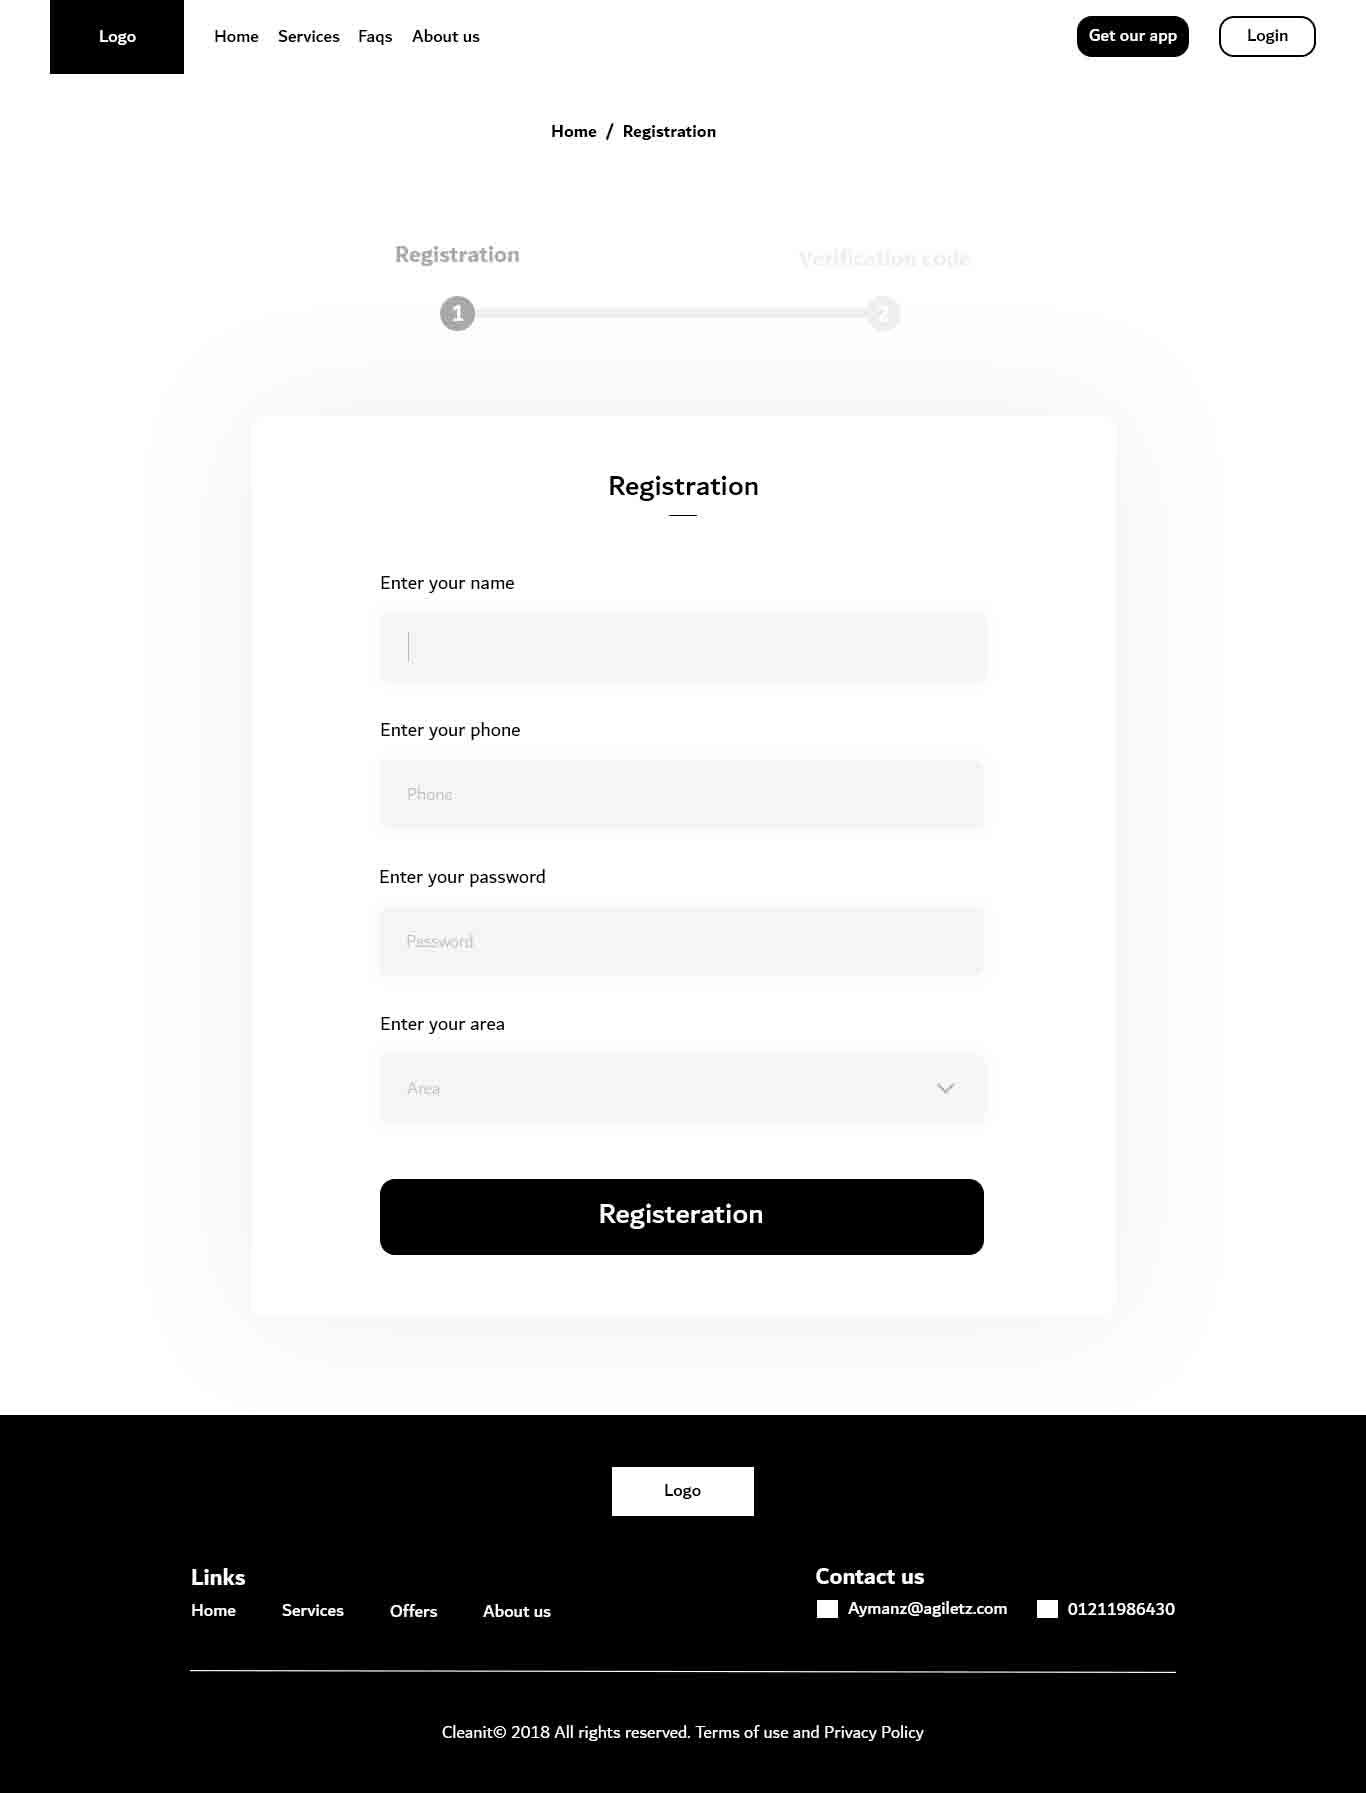 Logo Home Services Faqs About us Get our app Login
Home / Registration
Registration Verification code
1 2
Registration
Enter your name
Enter your phone
Phone
Enter your password
Password
Enter your area
Area
Registeration
Logo
Links Contact us
Home Services Offers About us Aymanz@agiletz.com 01211986430
Cleanit© 2018 All rights reserved. Terms of use and Privacy Policy